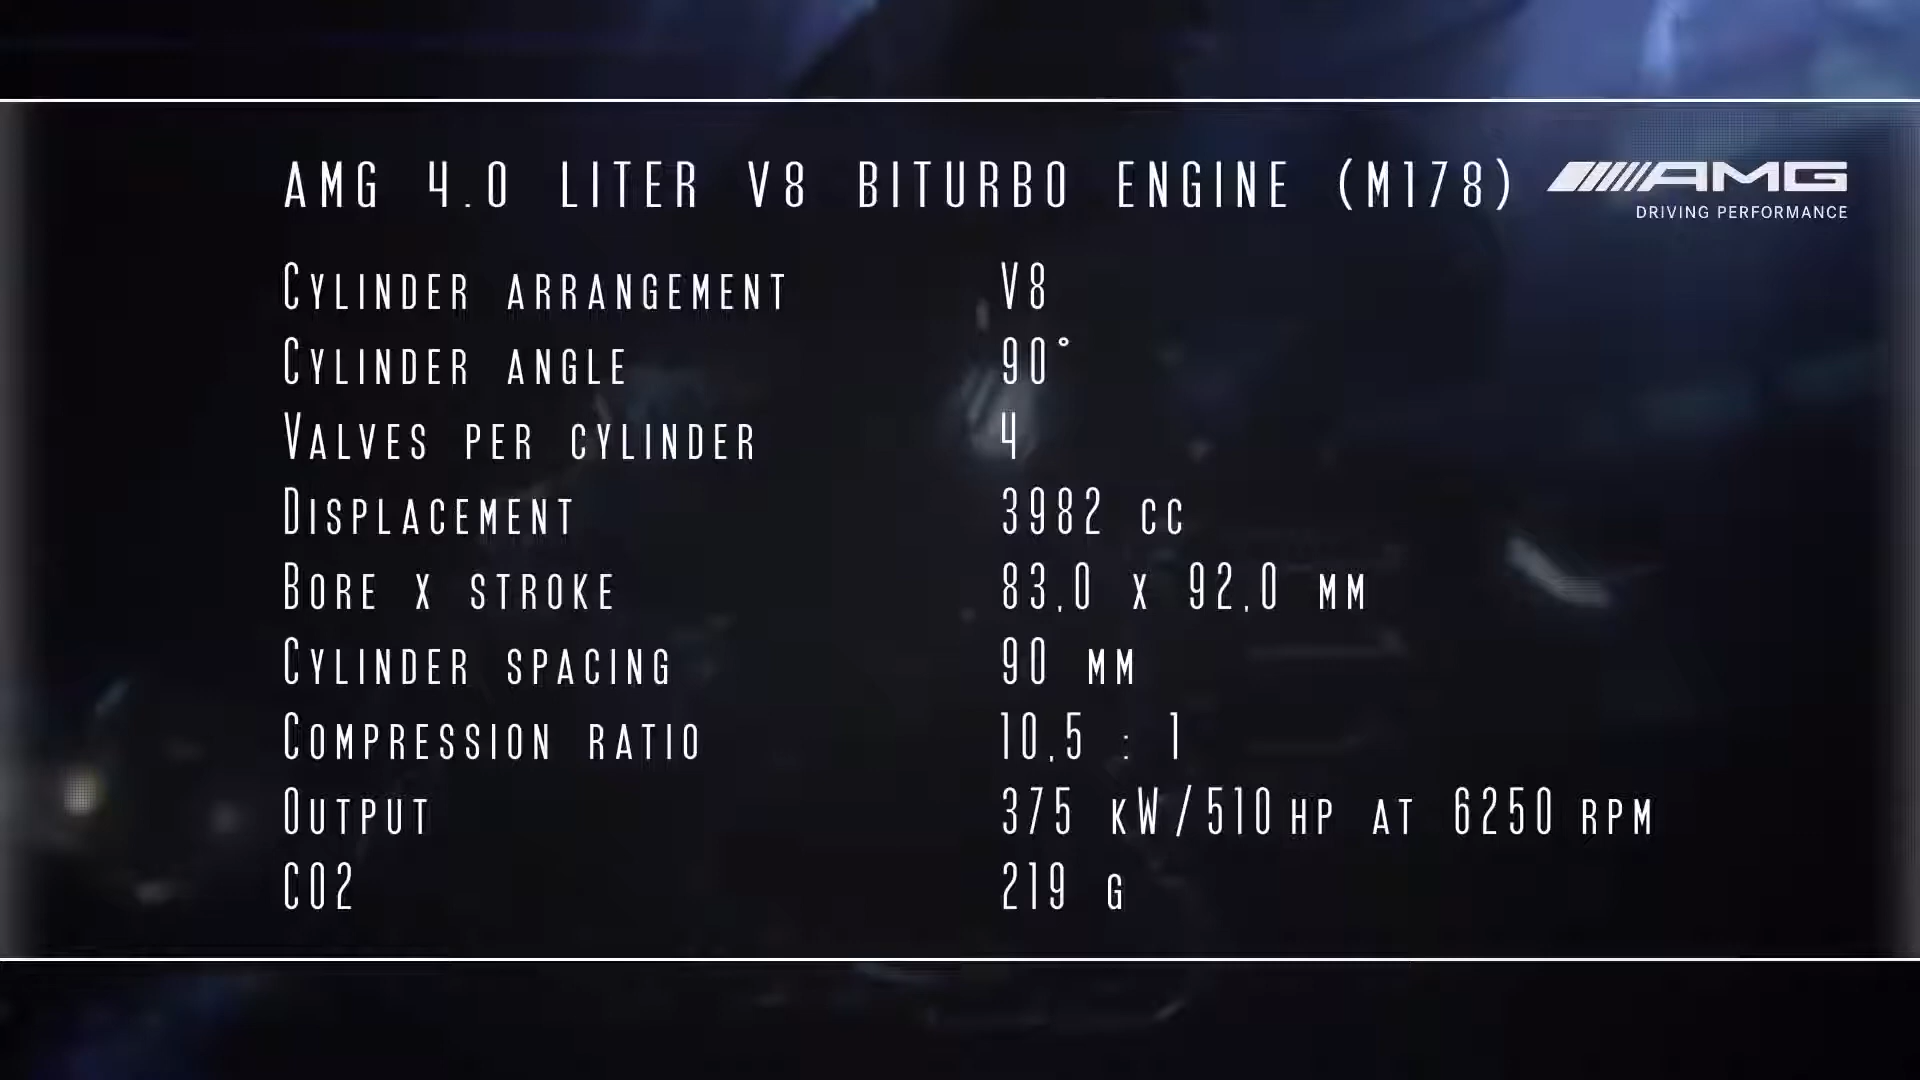 AMG 4.0 LITER V8 BITURBO ENGINE (M178)
AMG
DRIVING PERFORMANCE
CYLINDER ARRANGEMENT V8
CYLINDER ANGLE 90°
VALVES PER CYLINDER 4
DISPLACEMENT 3982 CC
BORE X STROKE 83,0 X 92,0 MM
CYLINDER SPACING 90 MM
COMPRESSION RATIO 10,5 : 1
OUTPUT 375 KW/510 HP AT 6250 RPM
CO2 219 G